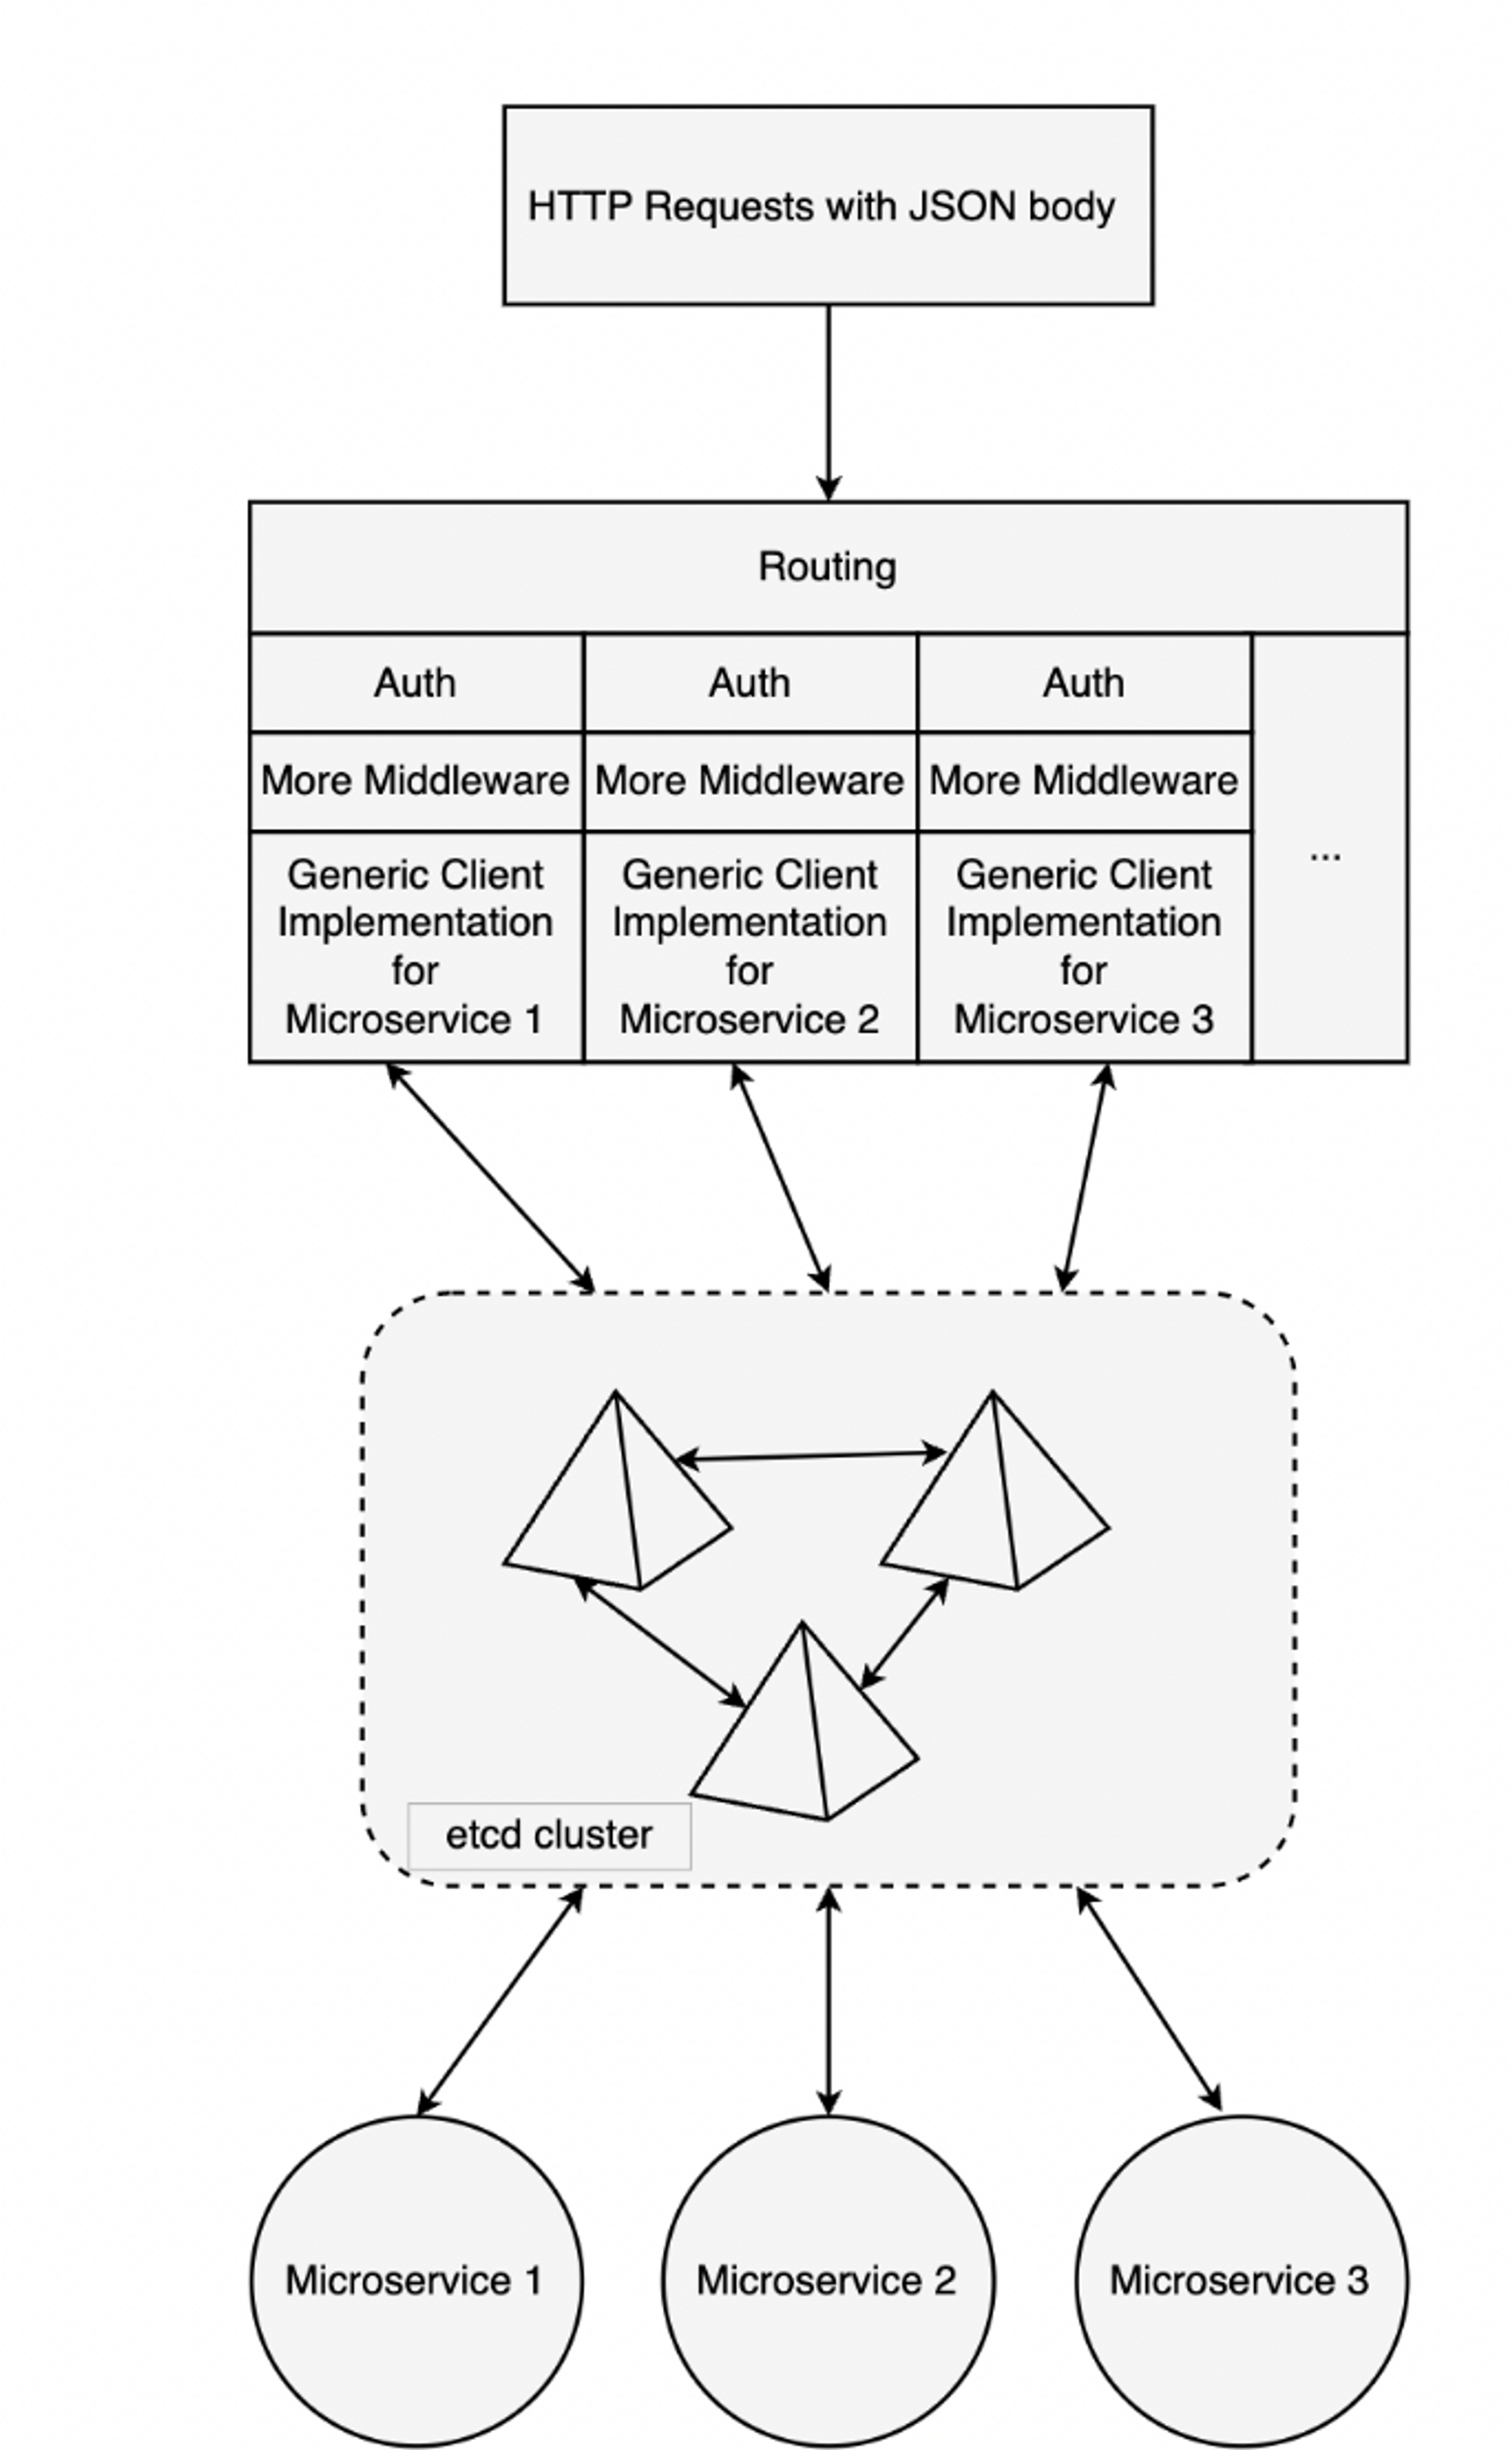 HTTP Requests with JSON body
Routing
Auth
Auth
Auth
More Middleware
More Middleware
More Middleware
Generic Client
Implementation
for
Microservice 1
Generic Client
Implementation
for
Microservice 2
Generic Client
Implementation
for
Microservice 3
...
etcd cluster
Microservice 1
Microservice 2
Microservice 3